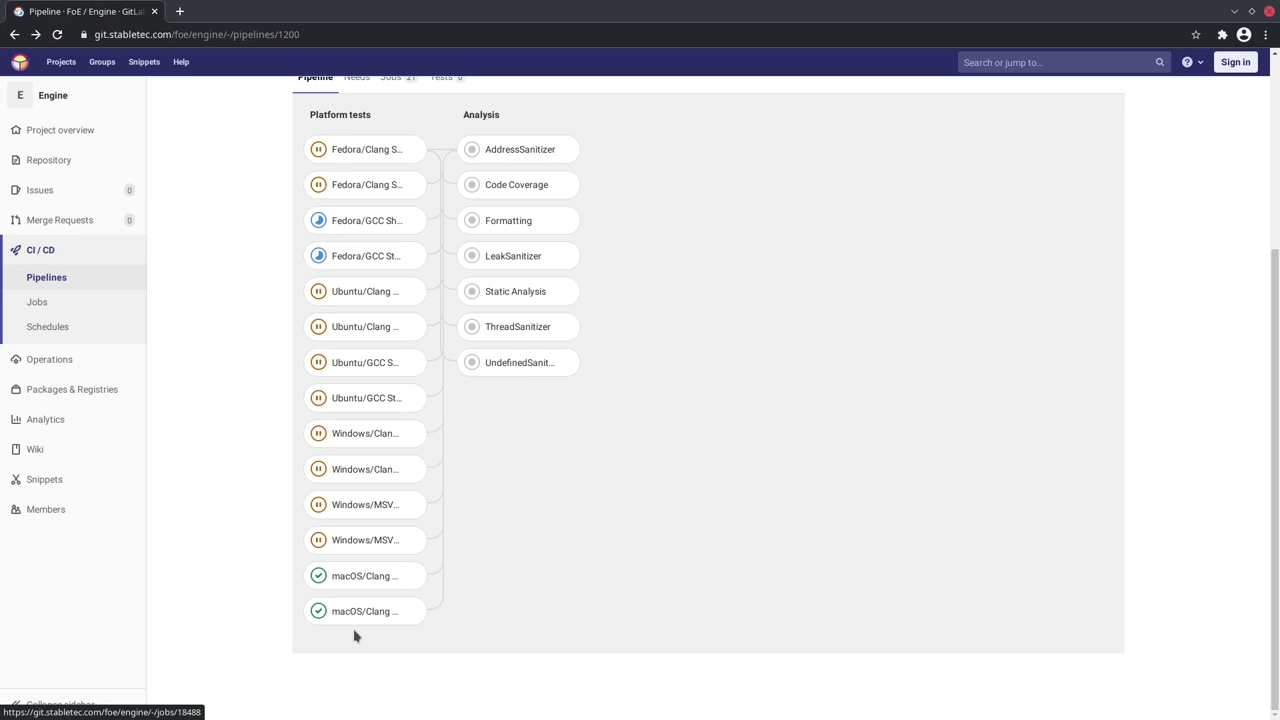 Pipeline · FoE / Engine · GitLab
git.stabletec.com/foe/engine/-/pipelines/1200
Projects Groups Snippets Help
Search or jump to...
Sign in
E Engine
Project overview
Repository
Issues 0
Merge Requests 0
CI / CD
Pipelines
Jobs
Schedules
Operations
Packages & Registries
Analytics
Wiki
Snippets
Members
Collapse sidebar
https://git.stabletec.com/foe/engine/-/jobs/18488
Pipeline Needs Jobs 21 Tests 0
Platform tests
Fedora/Clang S...
Fedora/Clang S...
Fedora/GCC Sh...
Fedora/GCC St...
Ubuntu/Clang ...
Ubuntu/Clang ...
Ubuntu/GCC S...
Ubuntu/GCC St...
Windows/Clan...
Windows/Clan...
Windows/MSV...
Windows/MSV...
macOS/Clang ...
macOS/Clang ...
Analysis
AddressSanitizer
Code Coverage
Formatting
LeakSanitizer
Static Analysis
ThreadSanitizer
UndefinedSanit...